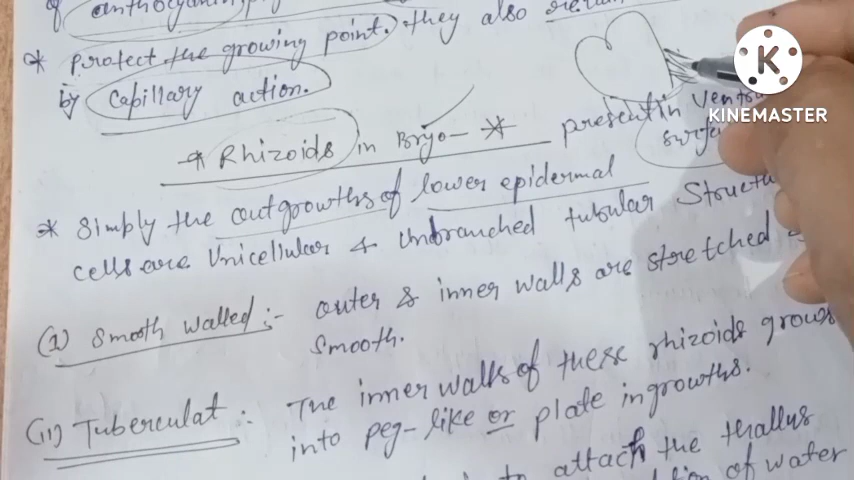 of anthocyanin
* protect the growing point. they also
by capillary action.
KINEMASTER
* Rhizoids in Bryo- *
present in ventral
surface
* Simply the outgrowths of lower epidermal
cells are Unicellular & Unbranched tubular Structu
(i) Smooth walled :- outer & inner walls are stretched &
smooth.
(ii) Tuberculat :- The inner walls of these rhizoids grows
into peg-like or plate ingrowths.
to attach the thallus
of water